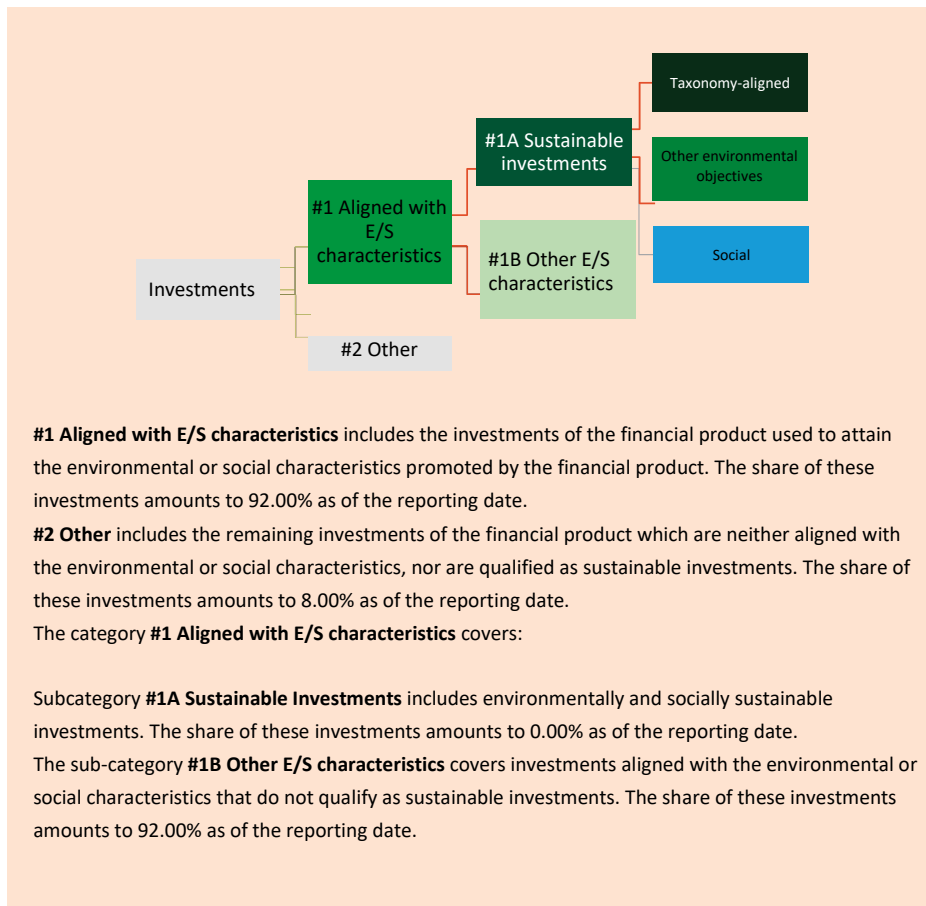 Taxonomy-aligned
#1A Sustainable
investments
Other environmental
objectives
#1 Aligned with
E/S
characteristics
#1B Other E/S
characteristics
Social
Investments
#2 Other
#1 Aligned with E/S characteristics includes the investments of the financial product used to attain
the environmental or social characteristics promoted by the financial product. The share of these
investments amounts to 92.00% as of the reporting date.
#2 Other includes the remaining investments of the financial product which are neither aligned with
the environmental or social characteristics, nor are qualified as sustainable investments. The share of
these investments amounts to 8.00% as of the reporting date.
The category #1 Aligned with E/S characteristics covers:
Subcategory #1A Sustainable Investments includes environmentally and socially sustainable
investments. The share of these investments amounts to 0.00% as of the reporting date.
The sub-category #1B Other E/S characteristics covers investments aligned with the environmental or
social characteristics that do not qualify as sustainable investments. The share of these investments
amounts to 92.00% as of the reporting date.